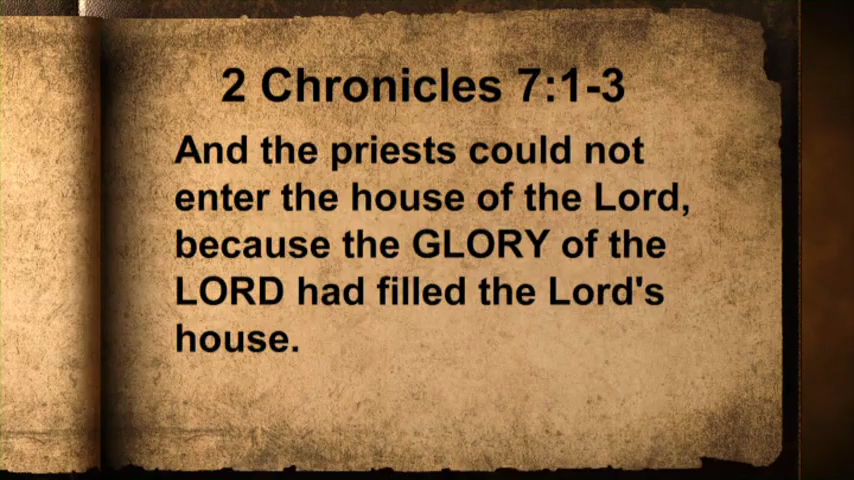 2 Chronicles 7:1-3
And the priests could not
enter the house of the Lord,
because the GLORY of the
LORD had filled the Lord's
house.